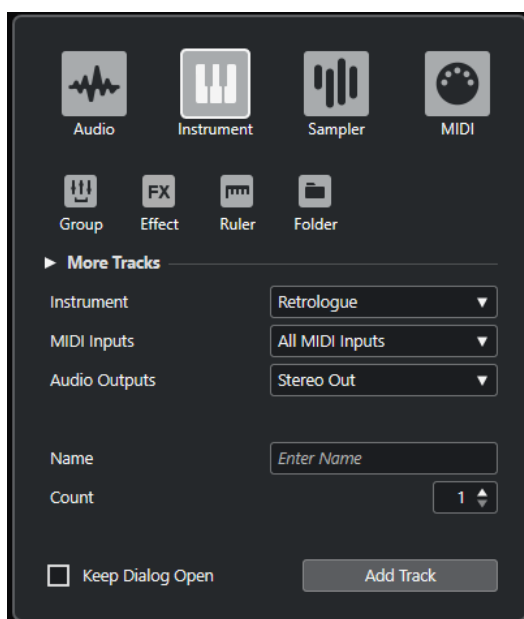 Audio Instrument Sampler MIDI
FX
Group Effect Ruler Folder
More Tracks
Instrument Retrologue
MIDI Inputs All MIDI Inputs
Audio Outputs Stereo Out
Name Enter Name
Count 1
Keep Dialog Open Add Track